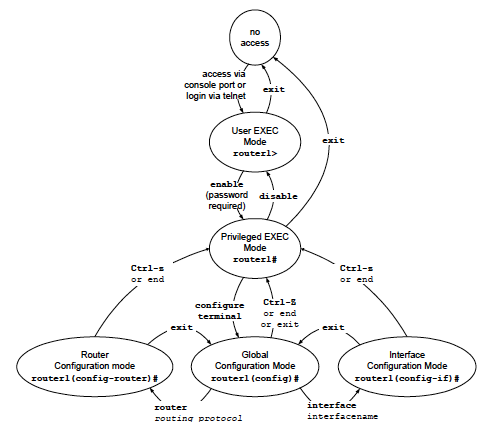 no
access
access via
console port or
login via telnet
exit
User EXEC
Mode
router1>
exit
enable
(password
required)
disable
Privileged EXEC
Mode
router1#
Ctrl-z
or end
Ctrl-z
or end
configure
terminal
Ctrl-Z
or end
or exit
exit
exit
Router
Configuration mode
router1(config-router)#
Global
Configuration Mode
router1(config)#
Interface
Configuration Mode
router1(config-if)#
router
routing protocol
interface
interfacename